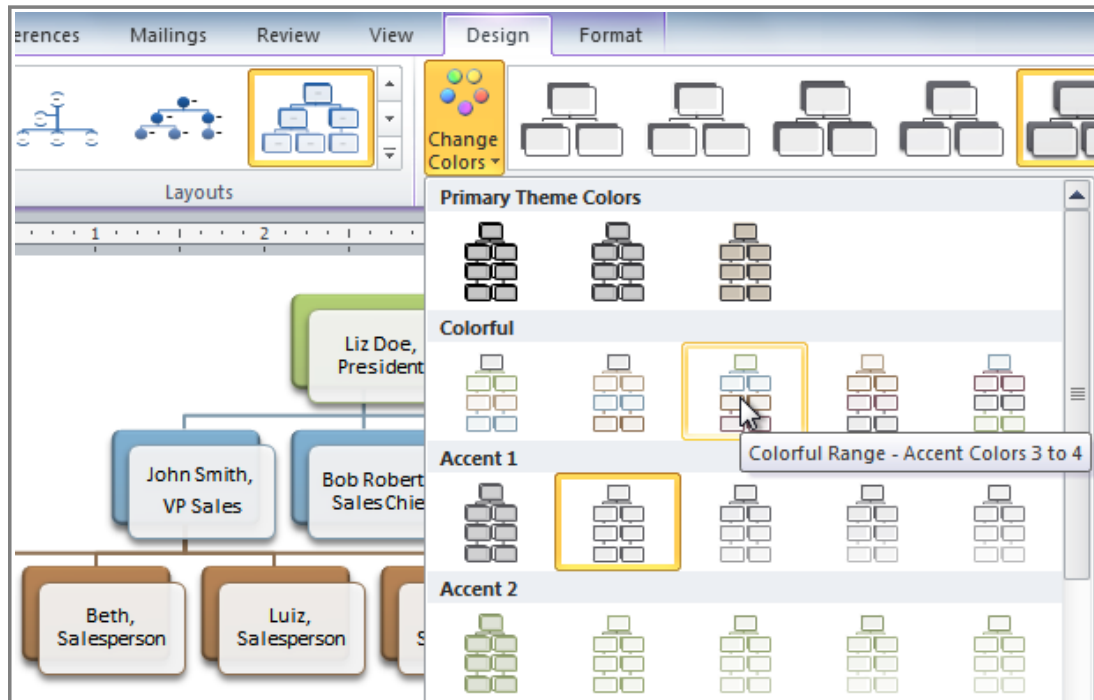 erences Mailings Review View Design Format
Change
Colors
Layouts
Primary Theme Colors
1 2
Colorful
Liz Doe,
President
Colorful Range - Accent Colors 3 to 4
Accent 1
John Smith,
VP Sales
Bob Robert
Sales Chie
Accent 2
Beth,
Salesperson
Luiz,
Salesperson
S